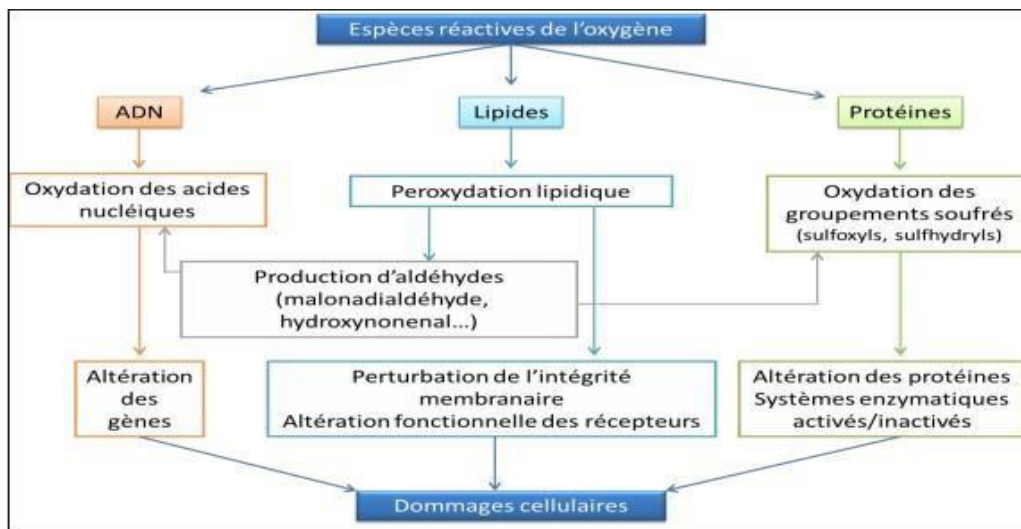 Espèces réactives de l'oxygène
ADN
Lipides
Protéines
Oxydation des acides
nucléiques
Peroxydation lipidique
Oxydation des
groupements soufrés
(sulfoxyls, sulfhydryls)
Production d'aldéhydes
(malonadialdéhyde,
hydroxynonenal...)
Altération
des
gènes
Perturbation de l'intégrité
membranaire
Altération fonctionnelle des récepteurs
Altération des protéines
Systèmes enzymatiques
activés/inactivés
Dommages cellulaires